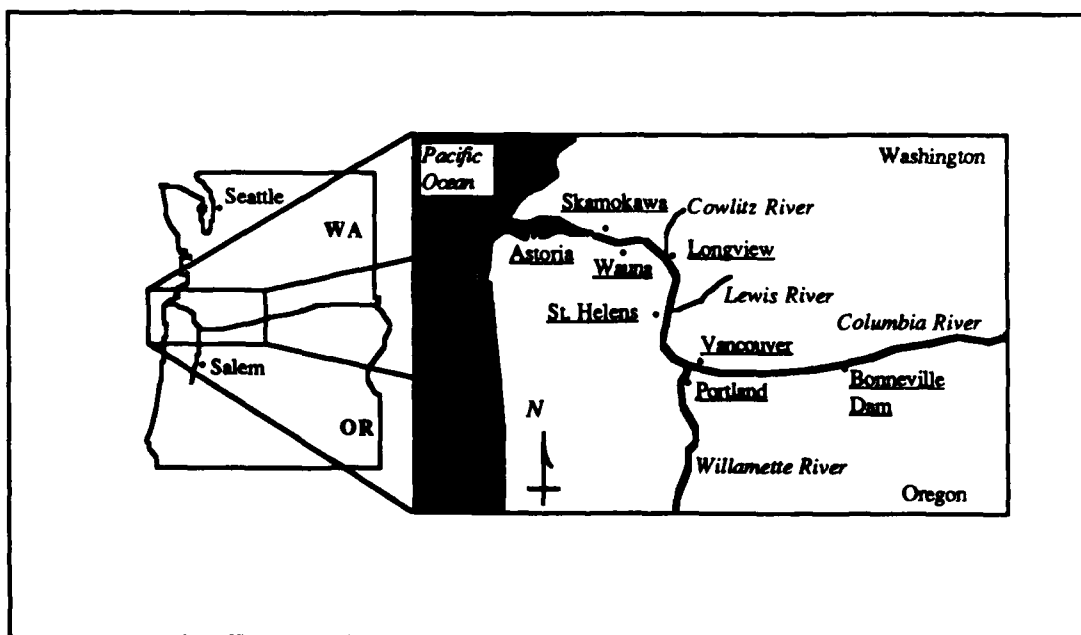 Seattle
WA
Salem
OR
Pacific
Ocean
Washington
Skamokawa
Cowlitz River
Astoria
Wauna
Longview
Lewis River
St. Helens
Columbia River
Vancouver
Portland
Bonneville
Dam
N
Willamette River
Oregon